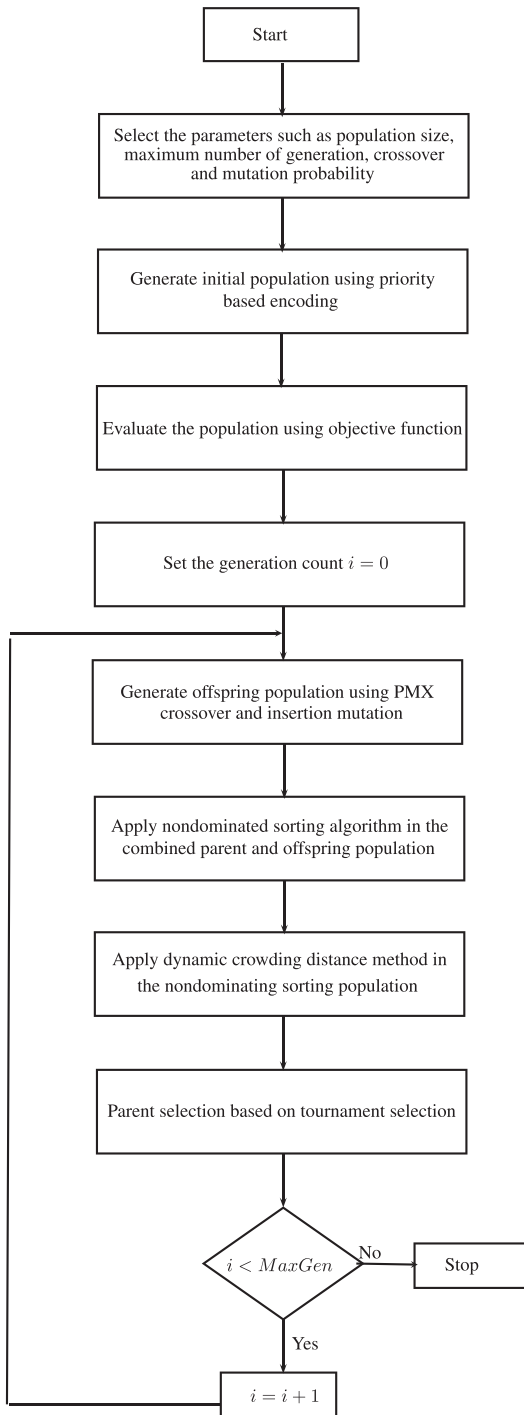 Start
Select the parameters such as population size,
maximum number of generation, crossover
and mutation probability
Generate initial population using priority
based encoding
Evaluate the population using objective function
Set the generation count i = 0
Generate offspring population using PMX
crossover and insertion mutation
Apply nondominated sorting algorithm in the
combined parent and offspring population
Apply dynamic crowding distance method in
the nondominating sorting population
Parent selection based on tournament selection
i < MaxGen
No
Stop
Yes
i = i + 1